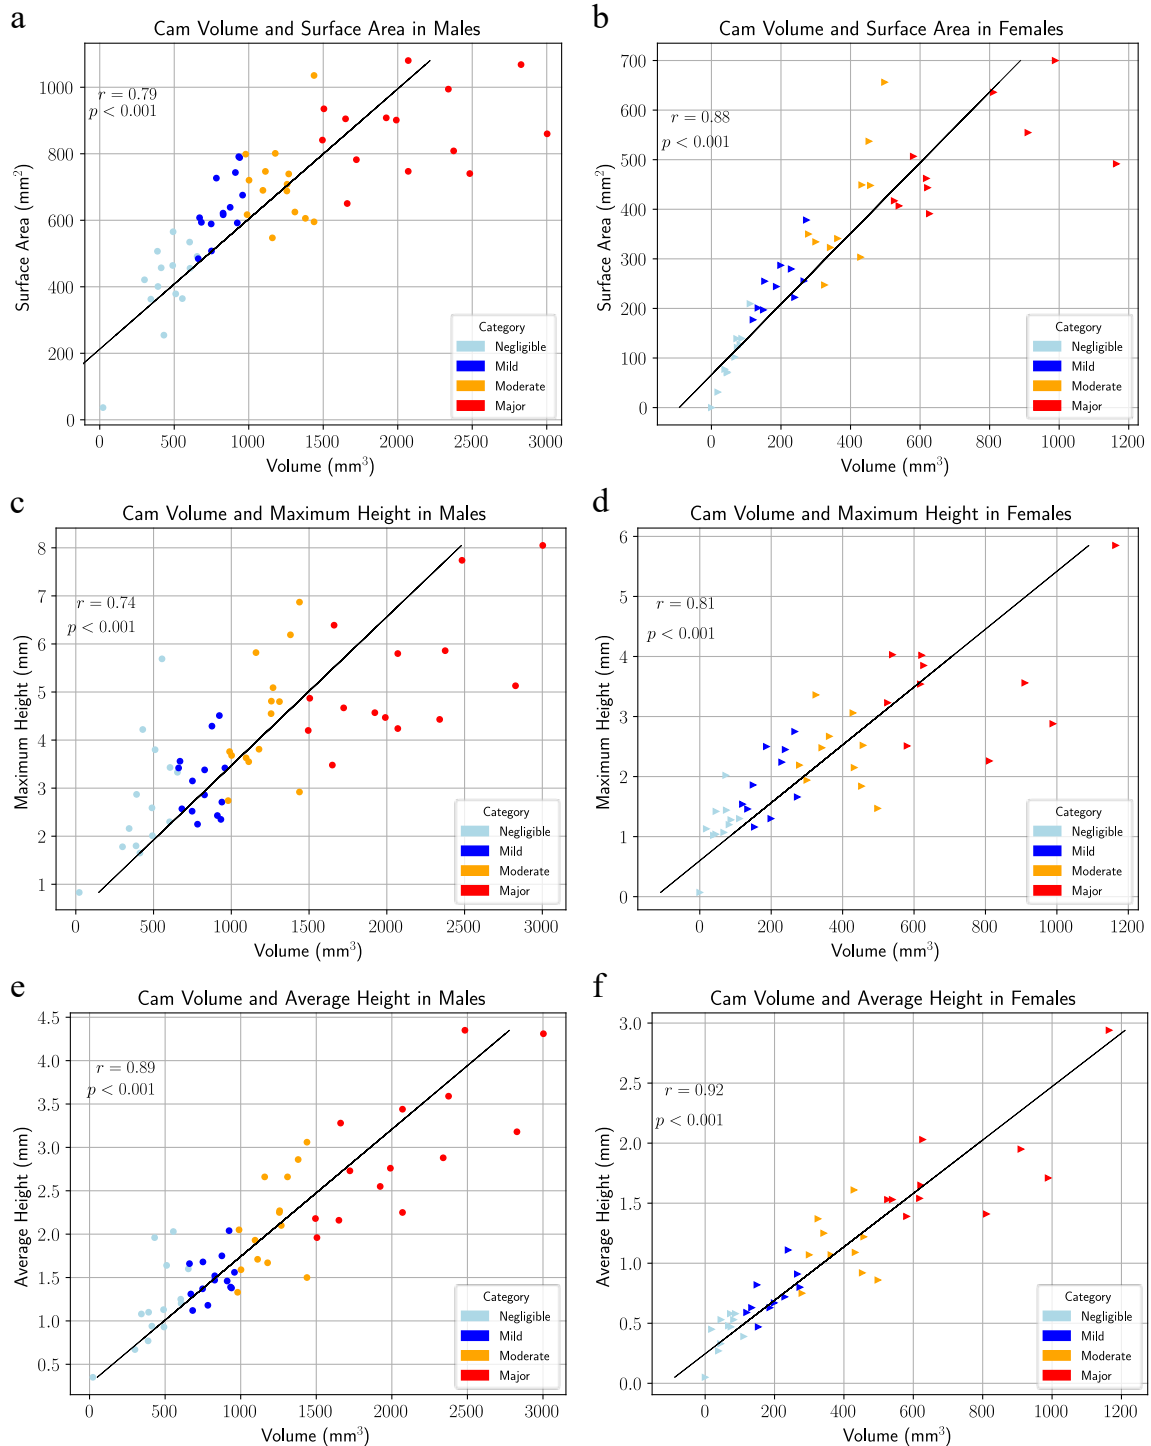 a
Cam Volume and Surface Area in Males
r = 0.79
p < 0.001
1000
800
600
400
200
0
Surface Area (mm²)
Category
Negligible
Mild
Moderate
Major
0 500 1000 1500 2000 2500 3000
Volume (mm³)
b
Cam Volume and Surface Area in Females
r = 0.88
p < 0.001
700
600
500
400
300
200
100
0
Surface Area (mm²)
Category
Negligible
Mild
Moderate
Major
0 200 400 600 800 1000 1200
Volume (mm³)
c
Cam Volume and Maximum Height in Males
r = 0.74
p < 0.001
8
7
6
5
4
3
2
1
Maximum Height (mm)
Category
Negligible
Mild
Moderate
Major
0 500 1000 1500 2000 2500 3000
Volume (mm³)
d
Cam Volume and Maximum Height in Females
r = 0.81
p < 0.001
6
5
4
3
2
1
0
Maximum Height (mm)
Category
Negligible
Mild
Moderate
Major
0 200 400 600 800 1000 1200
Volume (mm³)
e
Cam Volume and Average Height in Males
r = 0.89
p < 0.001
4.5
4.0
3.5
3.0
2.5
2.0
1.5
1.0
0.5
Average Height (mm)
Category
Negligible
Mild
Moderate
Major
0 500 1000 1500 2000 2500 3000
Volume (mm³)
f
Cam Volume and Average Height in Females
r = 0.92
p < 0.001
3.0
2.5
2.0
1.5
1.0
0.5
0.0
Average Height (mm)
Category
Negligible
Mild
Moderate
Major
0 200 400 600 800 1000 1200
Volume (mm³)